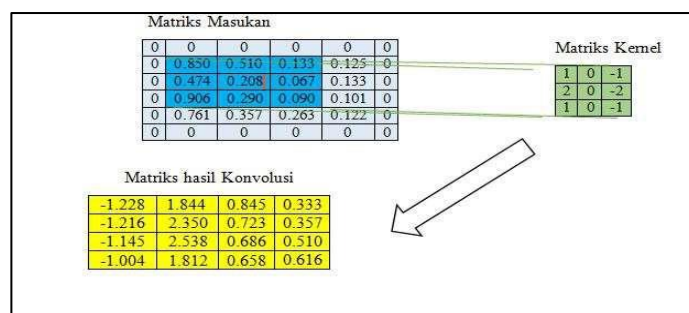 Matriks Masukan
0 0 0 0 0 0
0 0.850 0.510 0.133 0.125 0
0 0.474 0.208 0.067 0.133 0
0 0.906 0.290 0.090 0.101 0
0 0.761 0.357 0.263 0.122 0
0 0 0 0 0 0
Matriks Kernel
1 0 -1
2 0 -2
1 0 -1
Matriks hasil Konvolusi
-1.228 1.844 0.845 0.333
-1.216 2.350 0.723 0.357
-1.145 2.538 0.686 0.510
-1.004 1.812 0.658 0.616